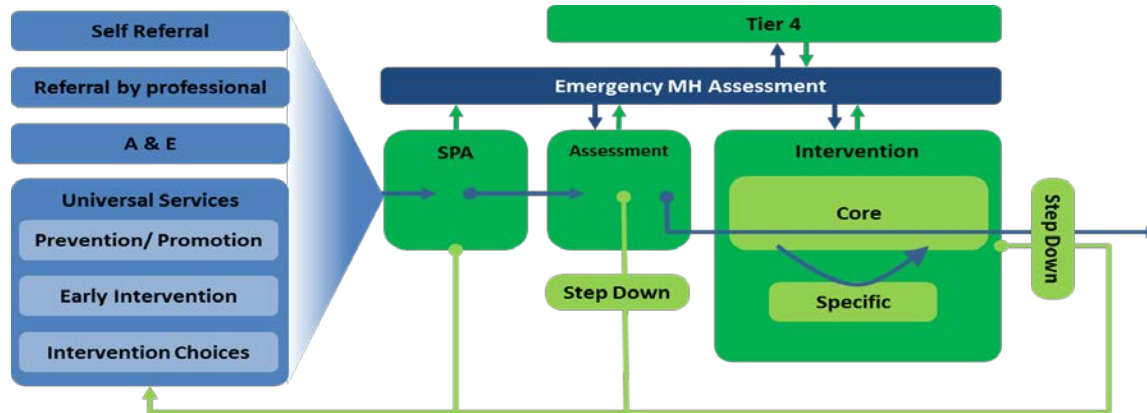 Self Referral
Referral by professional
A & E
Universal Services
Prevention/ Promotion
Early Intervention
Intervention Choices
Tier 4
Emergency MH Assessment
SPA
Assessment
Intervention
Core
Specific
Step Down
Step Down